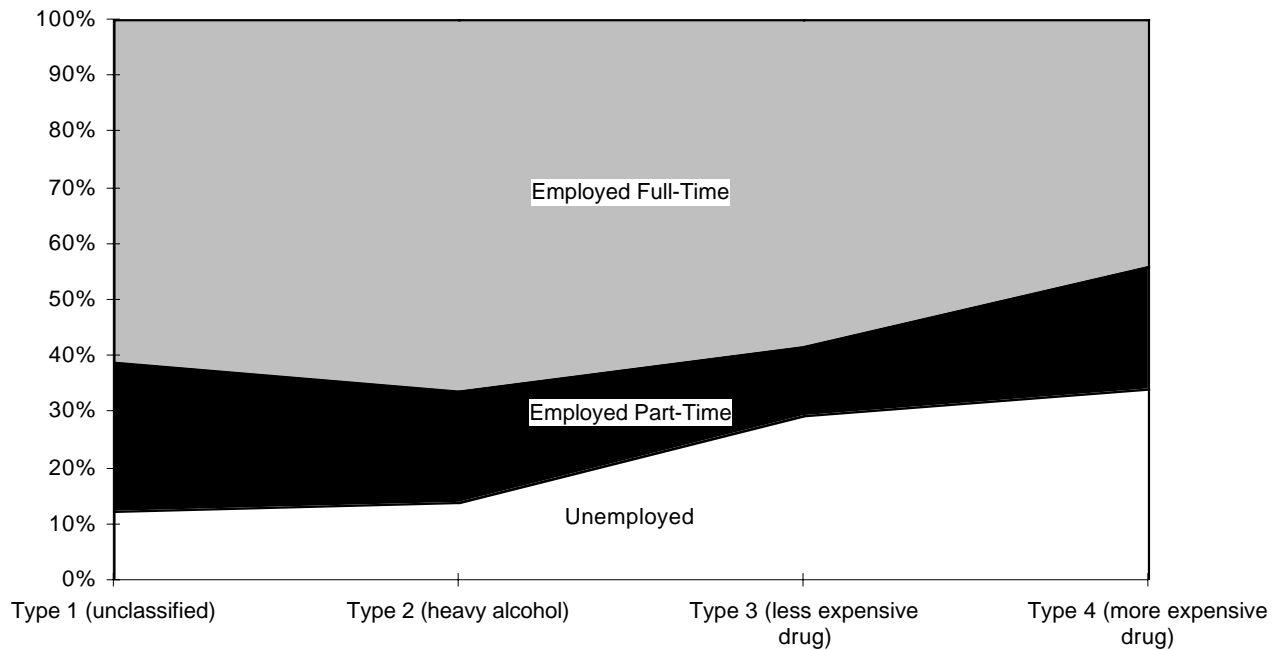 100%
90%
80%
70%
Employed Full-Time
60%
50%
40%
30%
Employed Part-Time
20%
Unemployed
10%
0%
Type 1 (unclassified)
Type 2 (heavy alcohol)
Type 3 (less expensive
drug)
Type 4 (more expensive
drug)